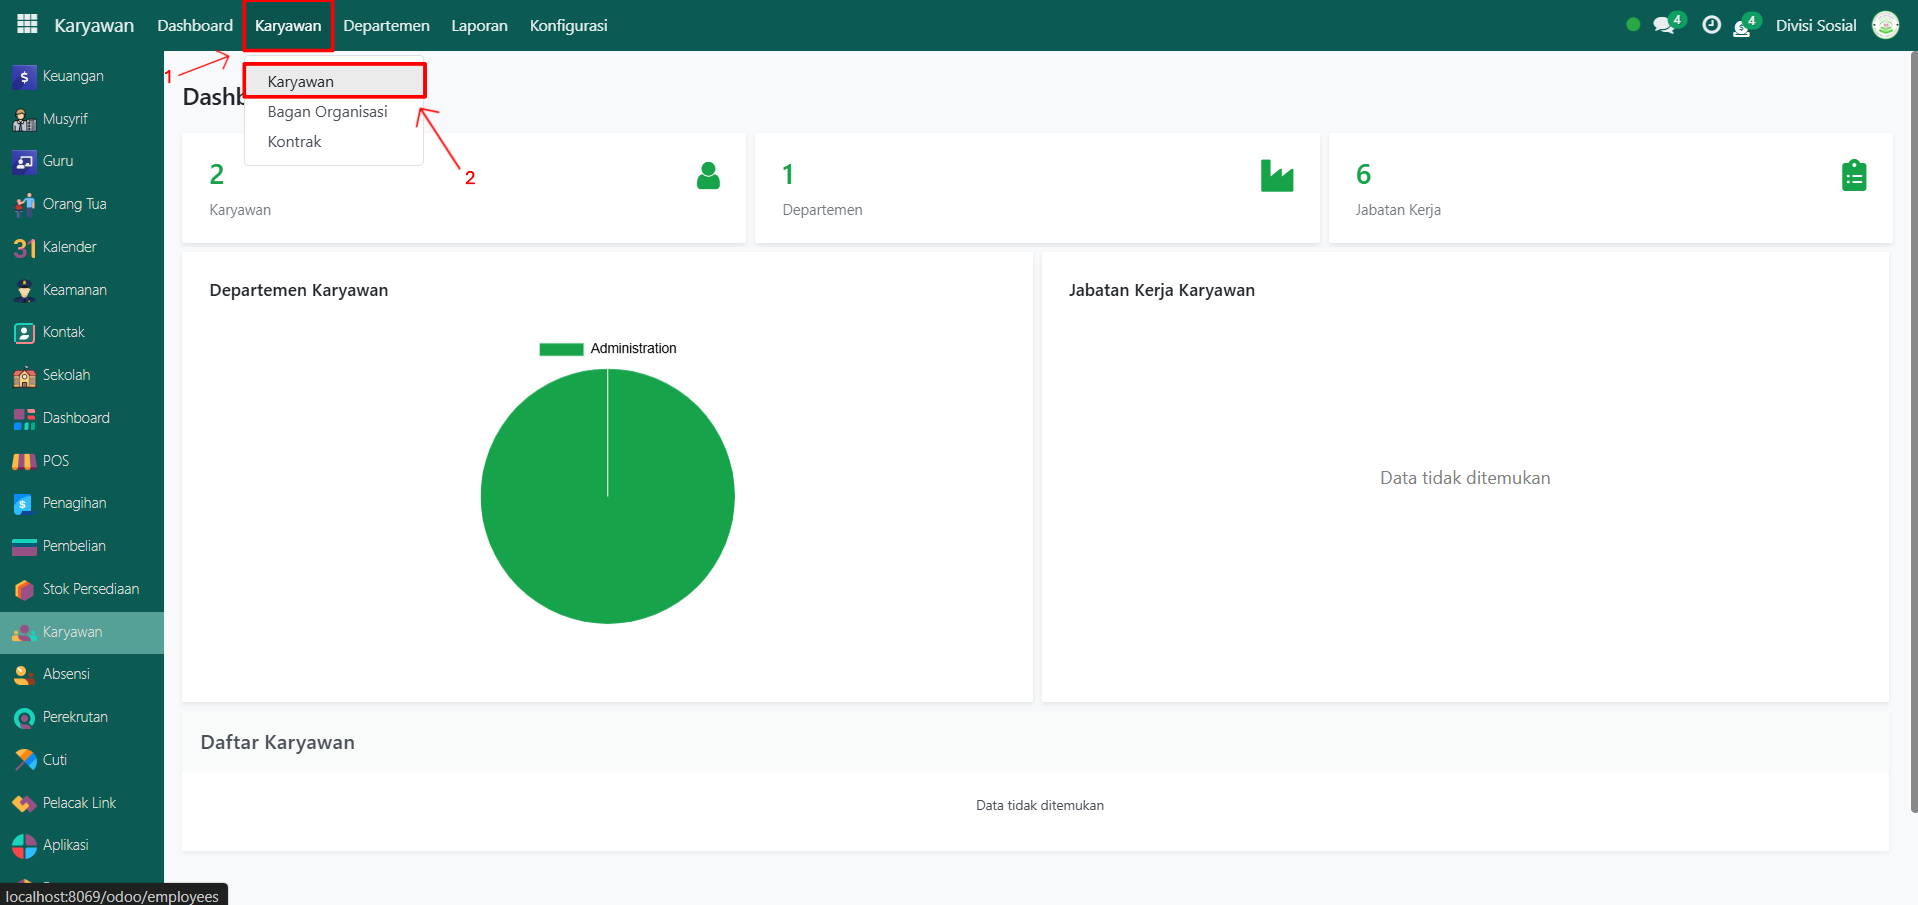 Karyawan Dashboard Karyawan Departemen Laporan Konfigurasi 4 4 Divisi Sosial
1
Karyawan
Bagan Organisasi
Kontrak
2
Keuangan
Musyrif
Guru
Orang Tua
31 Kalender
Keamanan
Kontak
Sekolah
Dashboard
POS
Penagihan
Pembelian
Stok Persediaan
Karyawan
Absensi
Perekrutan
Cuti
Pelacak Link
Aplikasi
localhost:8069/odoo/employees
2
Karyawan
1
Departemen
6
Jabatan Kerja
Departemen Karyawan
Administration
Jabatan Kerja Karyawan
Data tidak ditemukan
Daftar Karyawan
Data tidak ditemukan